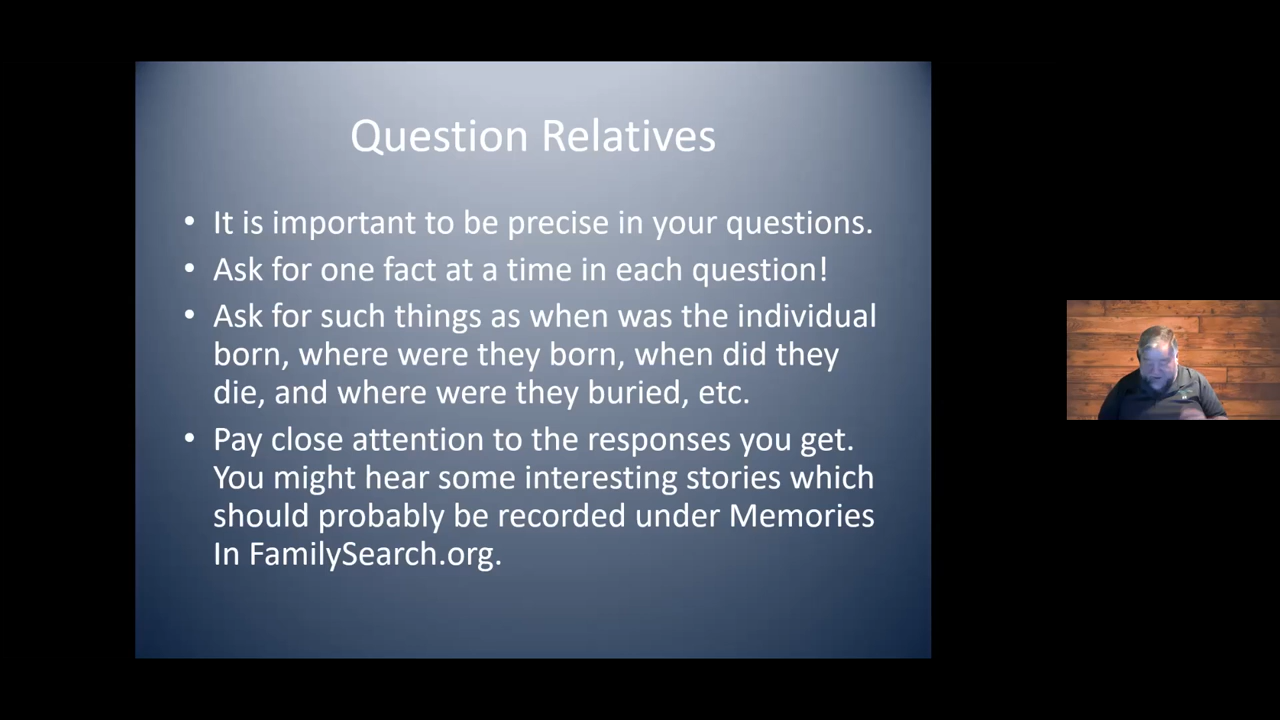 Question Relatives
• It is important to be precise in your questions.
• Ask for one fact at a time in each question!
• Ask for such things as when was the individual
born, where were they born, when did they
die, and where were they buried, etc.
• Pay close attention to the responses you get.
You might hear some interesting stories which
should probably be recorded under Memories
In FamilySearch.org.